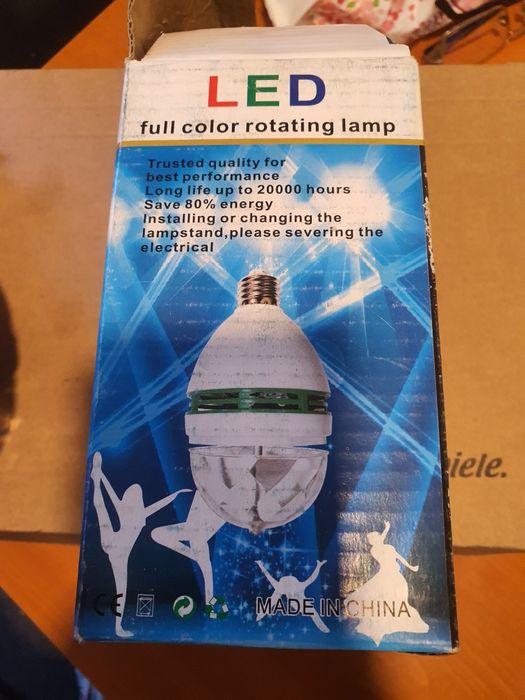 LED
full color rotating lamp
Trusted quality for
best performance
Long life up to 20000 hours
Save 80% energy
Installing or changing the
lampstand,please severing the
electrical
iele.
CE
MADE IN CHINA